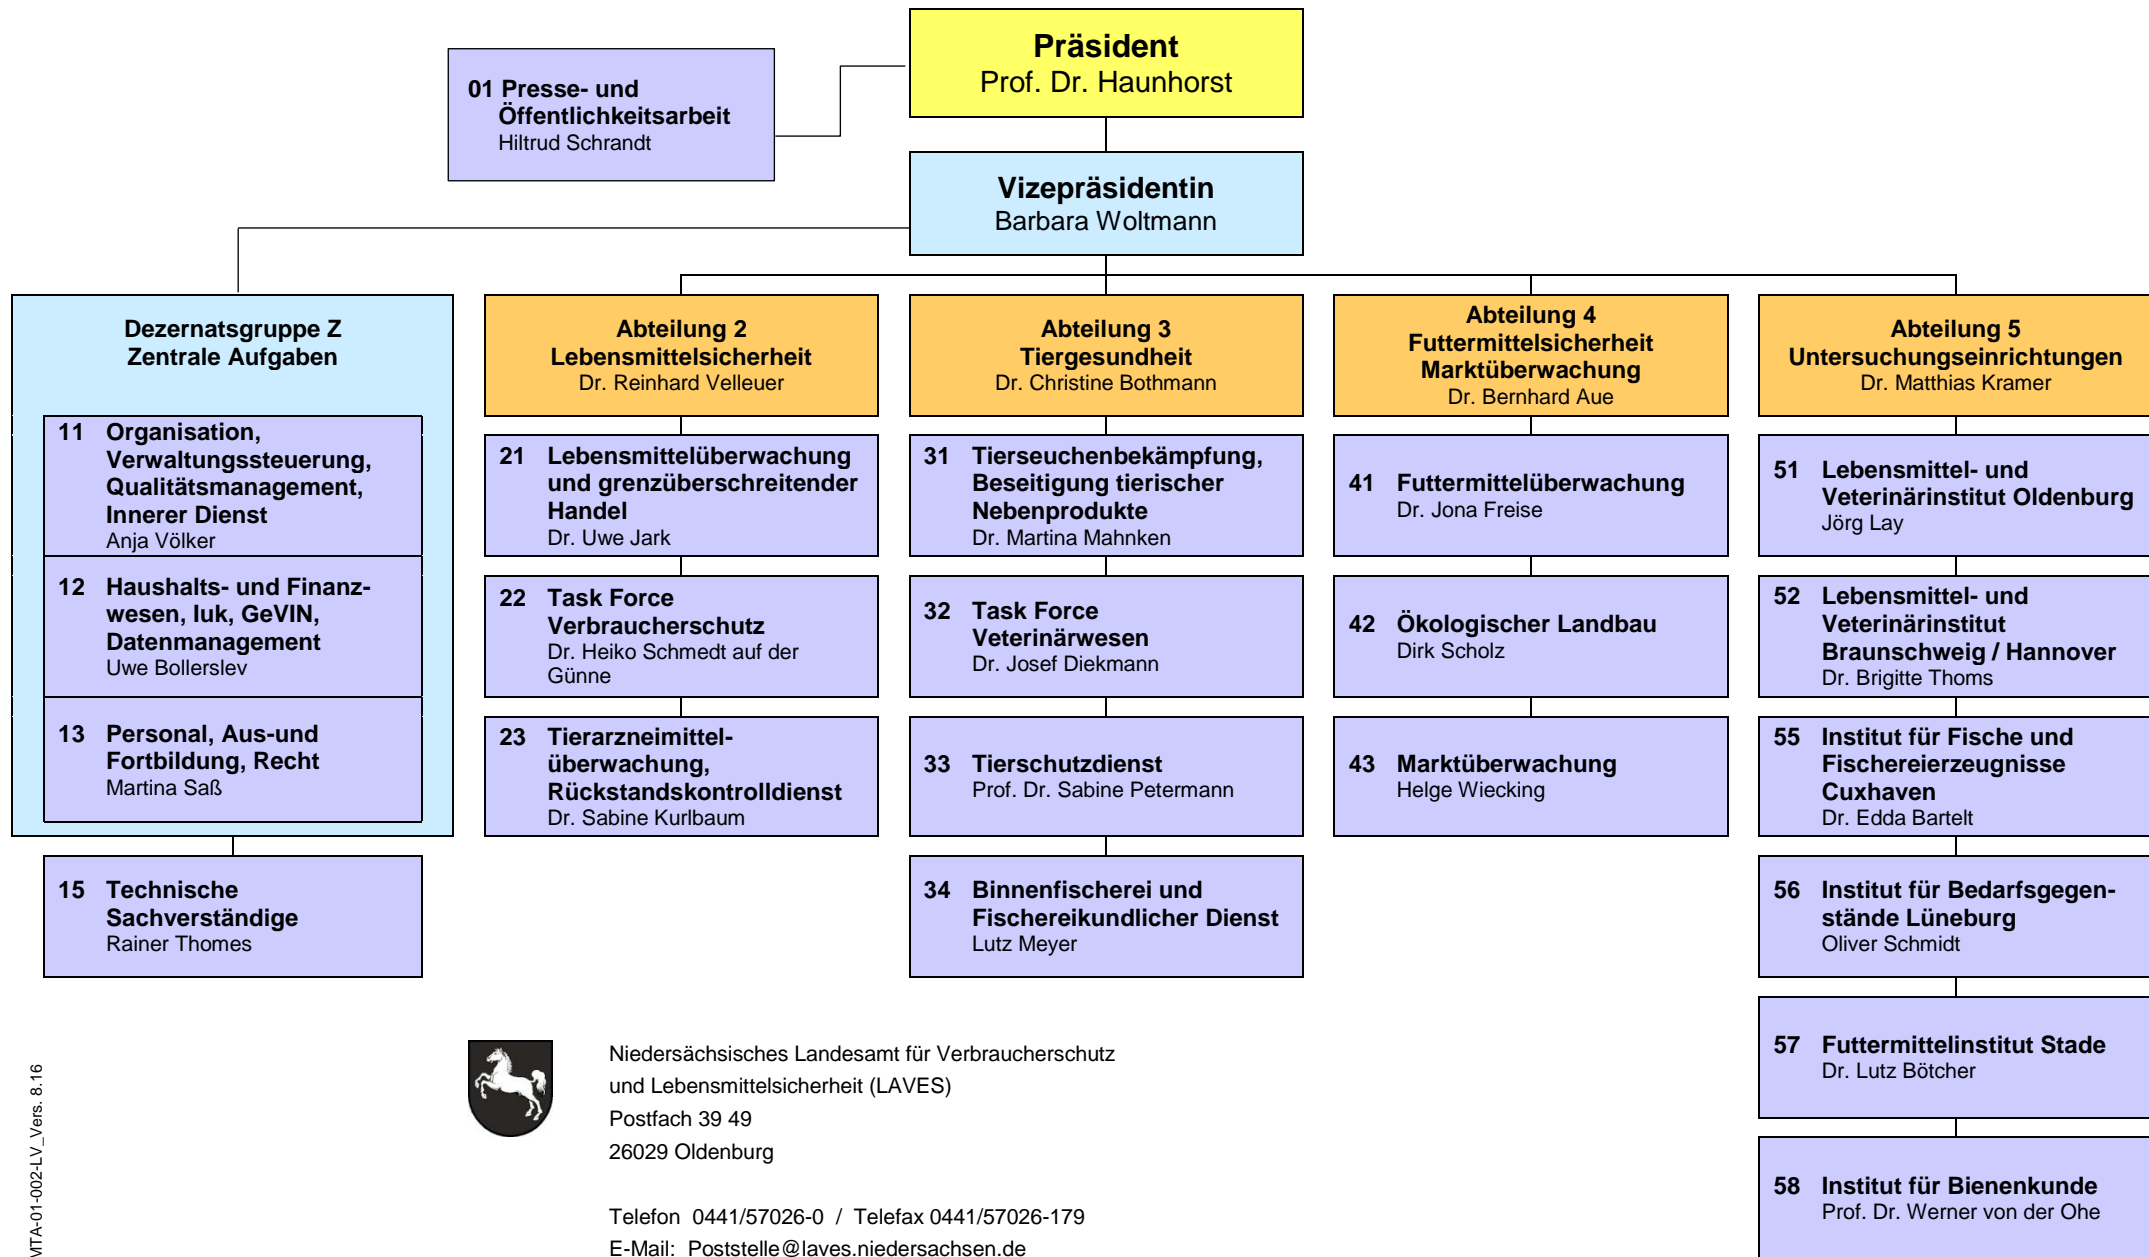 Präsident
Prof. Dr. Haunhorst
01 Presse- und
Öffentlichkeitsarbeit
Hiltrud Schrandt
Vizepräsidentin
Barbara Woltmann
Dezernatsgruppe Z
Zentrale Aufgaben
11 Organisation,
Verwaltungssteuerung,
Qualitätsmanagement,
Innerer Dienst
Anja Völker
12 Haushalts- und Finanz-
wesen, Iuk, GeVIN,
Datenmanagement
Uwe Bollerslev
13 Personal, Aus-und
Fortbildung, Recht
Martina Saß
15 Technische
Sachverständige
Rainer Thomes
Abteilung 2
Lebensmittelsicherheit
Dr. Reinhard Velleuer
21 Lebensmittelüberwachung
und grenzüberschreitender
Handel
Dr. Uwe Jark
22 Task Force
Verbraucherschutz
Dr. Heiko Schmedt auf der
Günne
23 Tierarzneimittel-
überwachung,
Rückstandskontrolldienst
Dr. Sabine Kurlbaum
Abteilung 3
Tiergesundheit
Dr. Christine Bothmann
31 Tierseuchenbekämpfung,
Beseitigung tierischer
Nebenprodukte
Dr. Martina Mahnken
32 Task Force
Veterinärwesen
Dr. Josef Diekmann
33 Tierschutzdienst
Prof. Dr. Sabine Petermann
34 Binnenfischerei und
Fischereikundlicher Dienst
Lutz Meyer
Abteilung 4
Futtermittelsicherheit
Marktüberwachung
Dr. Bernhard Aue
41 Futtermittelüberwachung
Dr. Jona Freise
42 Ökologischer Landbau
Dirk Scholz
43 Marktüberwachung
Helge Wiecking
Abteilung 5
Untersuchungseinrichtungen
Dr. Matthias Kramer
51 Lebensmittel- und
Veterinärinstitut Oldenburg
Jörg Lay
52 Lebensmittel- und
Veterinärinstitut
Braunschweig / Hannover
Dr. Brigitte Thoms
55 Institut für Fische und
Fischereierzeugnisse
Cuxhaven
Dr. Edda Bartelt
56 Institut für Bedarfsgegen-
stände Lüneburg
Oliver Schmidt
57 Futtermittelinstitut Stade
Dr. Lutz Bötcher
58 Institut für Bienenkunde
Prof. Dr. Werner von der Ohe
Niedersächsisches Landesamt für Verbraucherschutz
und Lebensmittelsicherheit (LAVES)
Postfach 39 49
26029 Oldenburg
Telefon 0441/57026-0 / Telefax 0441/57026-179
E-Mail: Poststelle@laves.niedersachsen.de
MTA-01-002-LV_Vers. 8.16